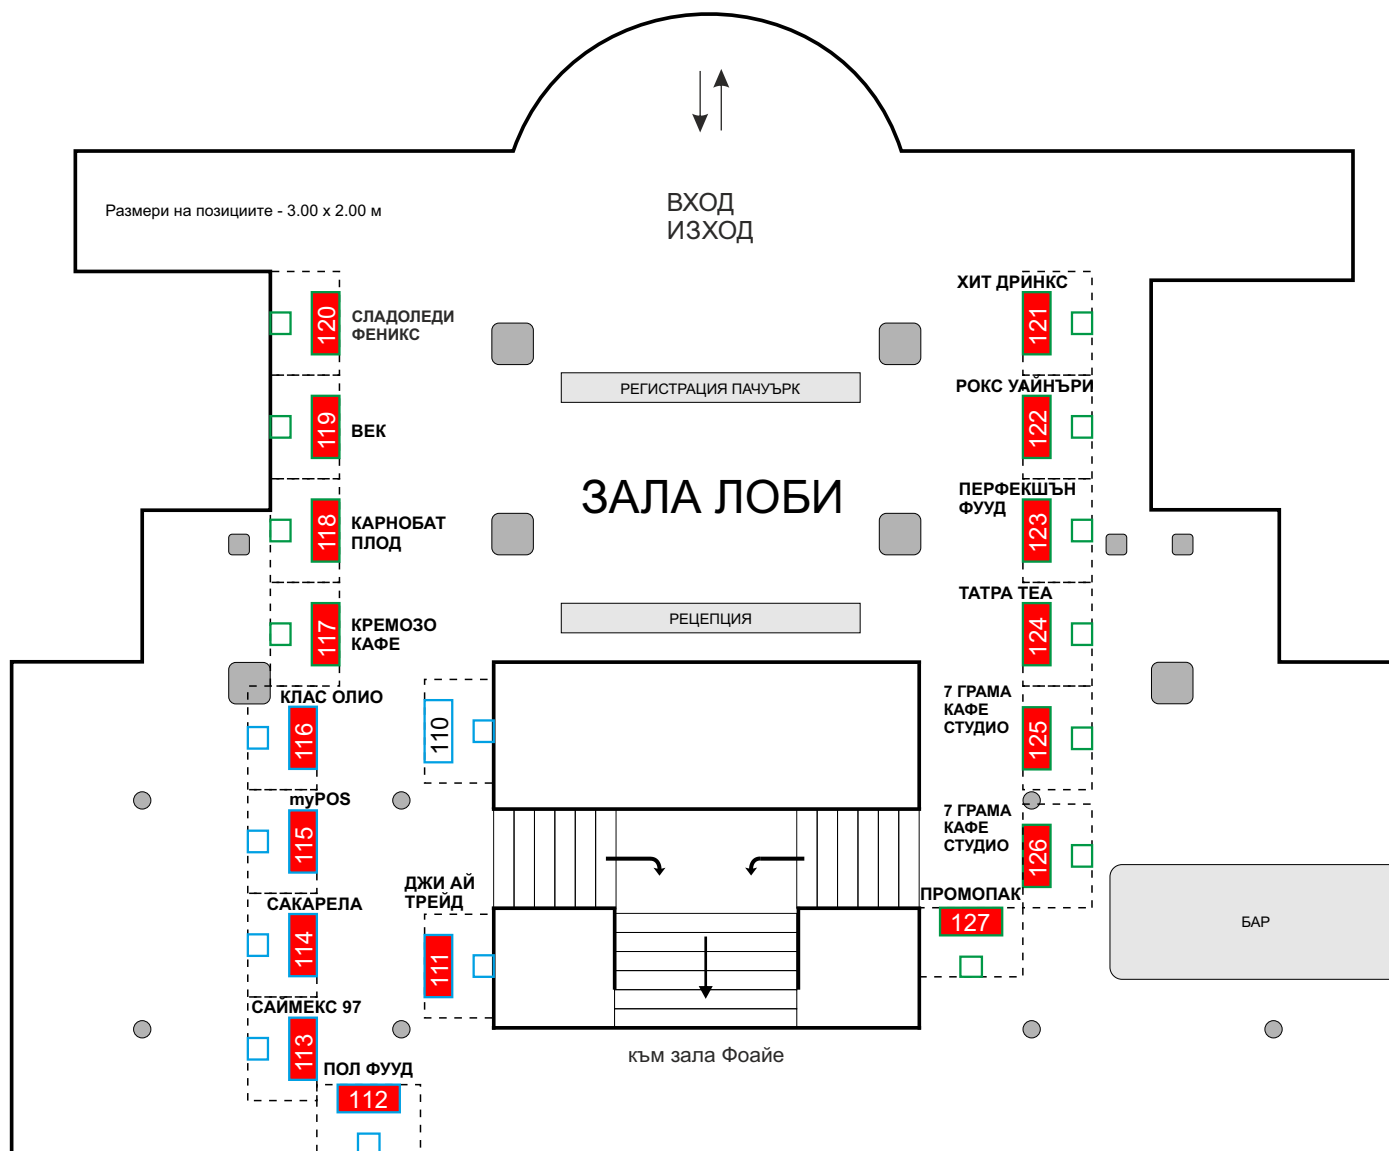 ВХОД
ИЗХОД
Размери на позициите - 3.00 x 2.00 м
120
СЛАДОЛЕДИ
ФЕНИКС
119
ВЕК
118
КАРНОБАТ
ПЛОД
117
КРЕМОЗО
КАФЕ
КЛАС ОЛИО
116
myPOS
115
САКАРЕЛА
114
САЙМЕКС 97
113
ПОЛ ФУУД
112
110
ДЖИ АЙ
ТРЕЙД
111
РЕГИСТРАЦИЯ ПАЧУЪРК
ЗАЛА ЛОБИ
РЕЦЕПЦИЯ
към зала Фоайе
ХИТ ДРИНКС
121
РОКС УАЙНЪРИ
122
ПЕРФЕКШЪН
ФУУД
123
ТАТРА ТЕА
124
7 ГРАМА
КАФЕ
СТУДИО
125
7 ГРАМА
КАФЕ
СТУДИО
126
ПРОМОПАК
127
БАР